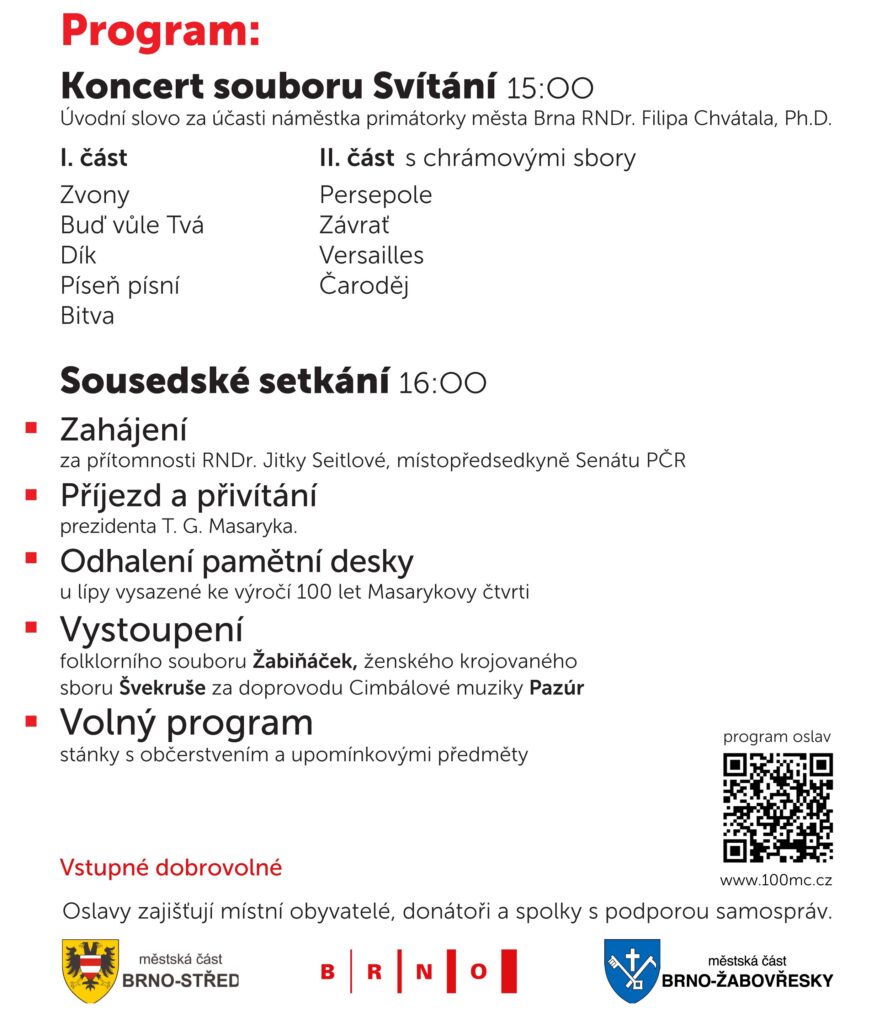 Program:
Koncert souboru Svítání 15:00
Úvodní slovo za účasti náměstka primátorky města Brna RNDr. Filipa Chvátala, Ph.D.
I. část
Zvony
Buď vůle Tvá
Dík
Píseň písní
Bitva
II. část s chrámovými sbory
Persepole
Závrať
Versailles
Čaroděj
Sousedské setkání 16:00
Zahájení
za přítomnosti RNDr. Jitky Seitlové, místopředsedkyně Senátu PČR
Příjezd a přivítání
prezidenta T. G. Masaryka.
Odhalení pamětní desky
u lípy vysazené ke výročí 100 let Masarykovy čtvrti
Vystoupení
folklorního souboru Žabiňáček, ženského krojovaného
sboru Švekruše za doprovodu Cimbálové muziky Pazúr
Volný program
stánky s občerstvením a upomínkovými předměty
program oslav
www.100mc.cz
Vstupné dobrovolné
Oslavy zajišťují místní obyvatelé, donátoři a spolky s podporou samospráv.
městská část
BRNO-STŘED
B R N O
městská část
BRNO-ŽABOVŘESKY